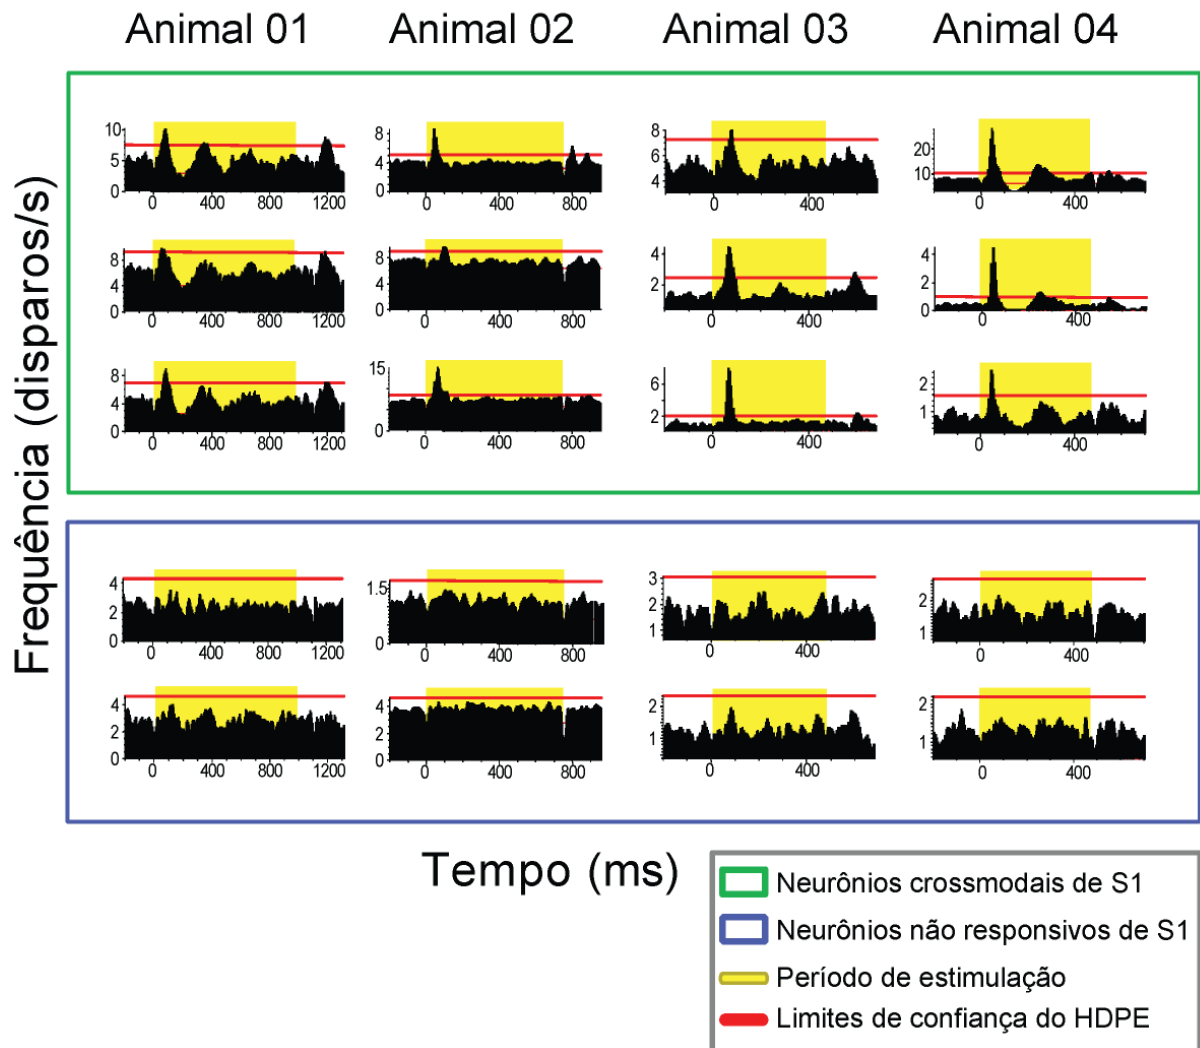 Animal 01 Animal 02 Animal 03 Animal 04
Frequência (disparos/s)
10 5 0 0 400 800 1200
8 4 0 0 400 800
8 6 4 0 400
20 10 0 400
8 4 0 0 400 800 1200
8 4 0 0 400 800
4 2 0 400
4 2 0 0 400
8 4 0 0 400 800 1200
15 0 0 400 800
6 2 0 400
2 1 0 400
4 2 0 0 400 800 1200
1.5 0 0 400 800
3 2 1 0 400
2 1 0 400
4 2 0 0 400 800 1200
4 2 0 0 400 800
2 1 0 400
2 1 0 400
Tempo (ms)
Neurônios crossmodais de S1
Neurônios não responsivos de S1
Período de estimulação
Limites de confiança do HDPE